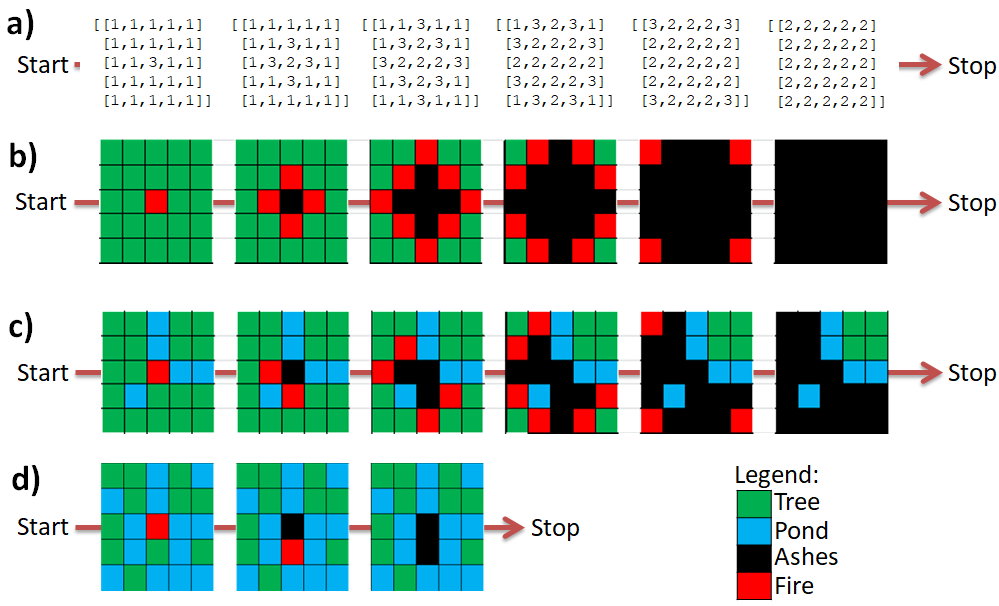 a) [[1,1,1,1,1] [[1,1,1,1,1] [[1,1,3,1,1] [[1,3,2,3,1] [[3,2,2,2,3] [[2,2,2,2,2]
[1,1,1,1,1] [1,1,3,1,1] [1,3,2,3,1] [3,2,2,2,3] [2,2,2,2,2] [2,2,2,2,2]
Start [1,1,3,1,1] [1,3,2,3,1] [3,2,2,2,3] [2,2,2,2,2] [2,2,2,2,2] [2,2,2,2,2] Stop
[1,1,1,1,1] [1,1,3,1,1] [1,3,2,3,1] [3,2,2,2,3] [2,2,2,2,2] [2,2,2,2,2]
[1,1,1,1,1]] [1,1,1,1,1]] [1,1,3,1,1]] [1,3,2,3,1]] [3,2,2,2,3]] [2,2,2,2,2]]
b)
Start Stop
c)
Start Stop
d)
Start Stop
Legend:
Tree
Pond
Ashes
Fire